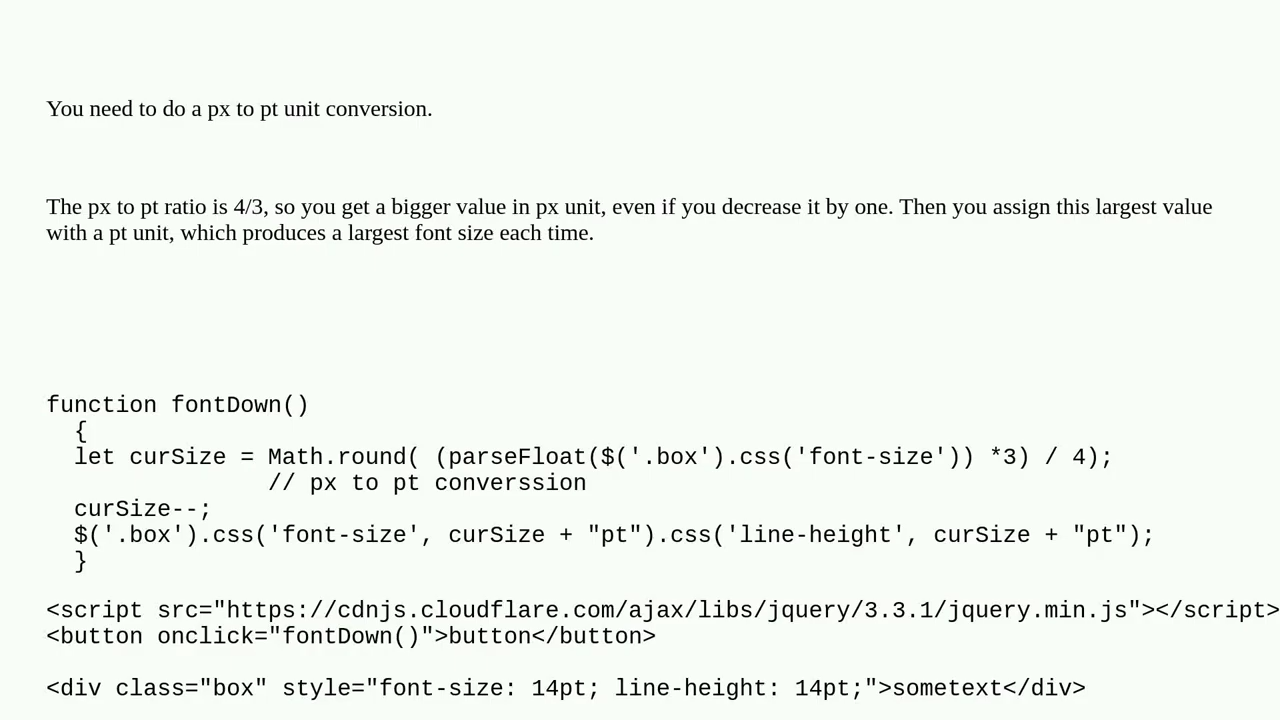 You need to do a px to pt unit conversion.
The px to pt ratio is 4/3, so you get a bigger value in px unit, even if you decrease it by one. Then you assign this largest value
with a pt unit, which produces a largest font size each time.
function fontDown()
  {
  let curSize = Math.round( (parseFloat($('.box').css('font-size')) *3) / 4);
                // px to pt converssion
  curSize--;
  $('.box').css('font-size', curSize + "pt").css('line-height', curSize + "pt");
  }
<script src="https://cdnjs.cloudflare.com/ajax/libs/jquery/3.3.1/jquery.min.js"></script>
<button onclick="fontDown()">button</button>
<div class="box" style="font-size: 14pt; line-height: 14pt;">sometext</div>